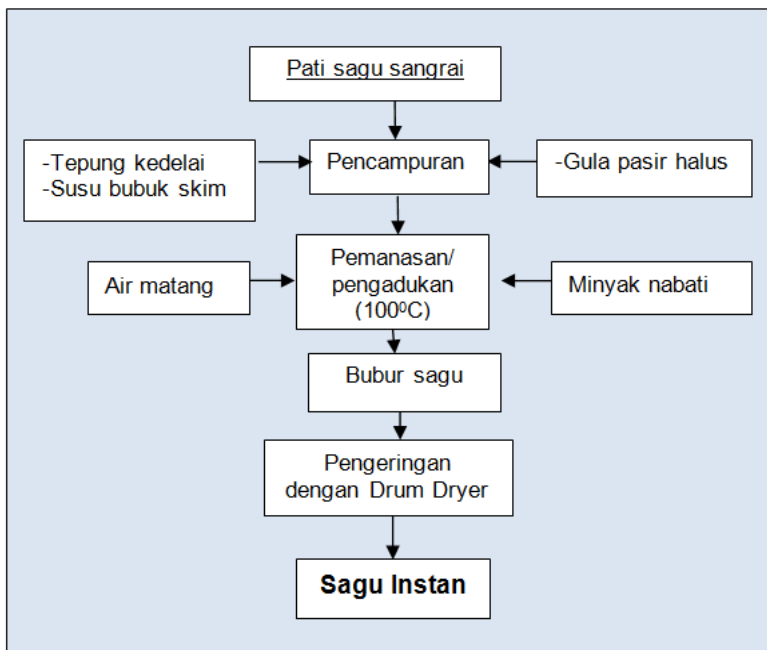 Pati sagu sangrai
-Tepung kedelai
-Susu bubuk skim
Pencampuran
-Gula pasir halus
Air matang
Pemanasan/
pengadukan
(100⁰C)
Minyak nabati
Bubur sagu
Pengeringan
dengan Drum Dryer
Sagu Instan